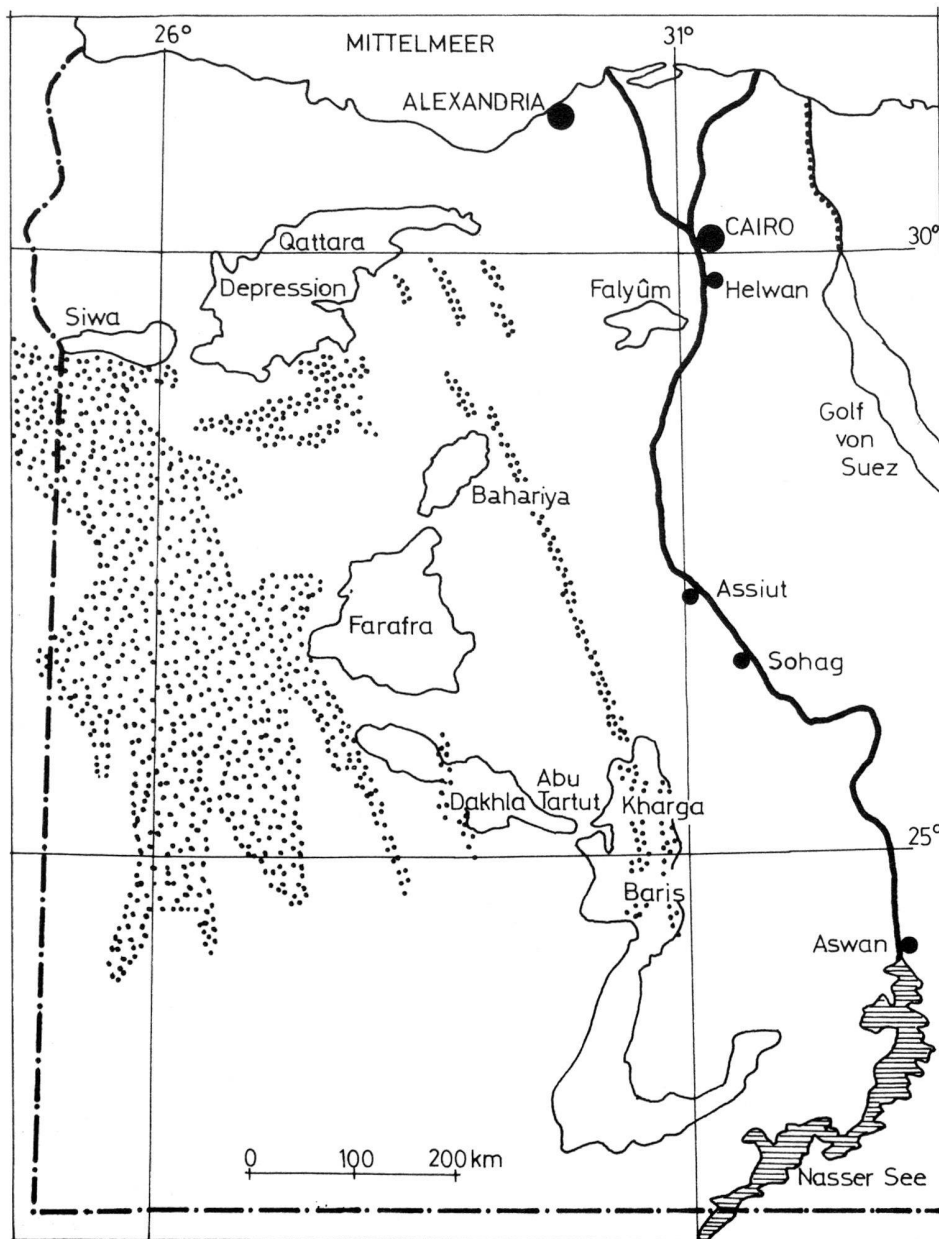 26°
31°
MITTELMEER
ALEXANDRIA
CAIRO
30°
Qattara
Depression
Falyûm
Helwan
Siwa
Golf
von
Suez
Bahariya
Assiut
Farafra
Sohag
Abu
Dakhla Tartut
Kharga
25°
Baris
Aswan
0 100 200 km
Nasser See